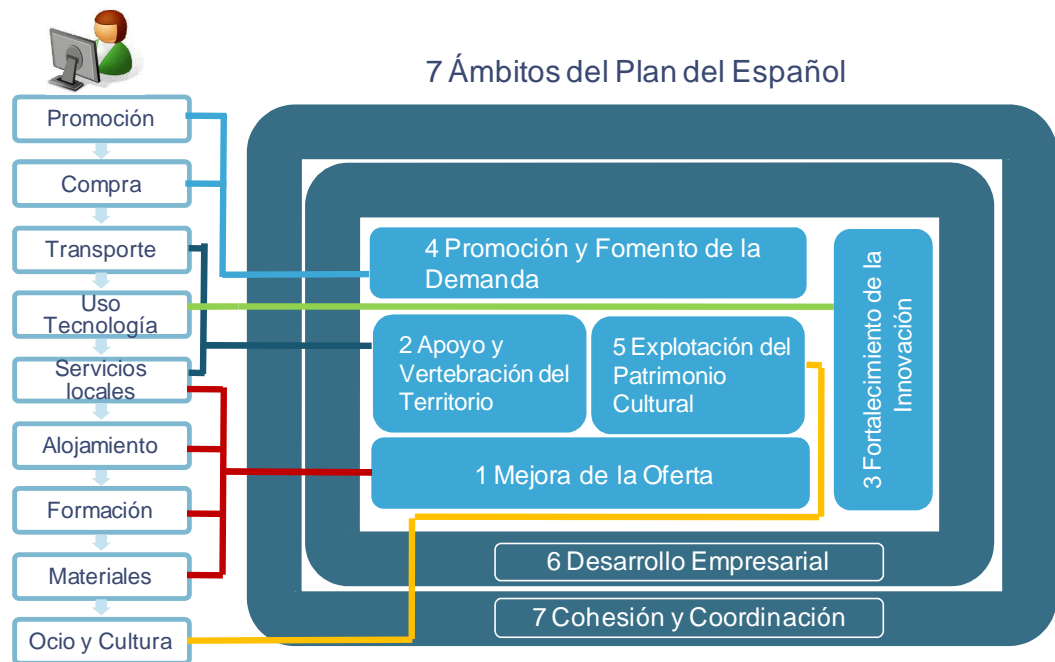 7 Ámbitos del Plan del Español
Promoción
Compra
Transporte
Uso
Tecnología
Servicios
locales
Alojamiento
Formación
Materiales
Ocio y Cultura
4 Promoción y Fomento de la
Demanda
2 Apoyo y
Vertebración del
Territorio
5 Explotación del
Patrimonio
Cultural
3 Fortalecimiento de la
Innovación
1 Mejora de la Oferta
6 Desarrollo Empresarial
7 Cohesión y Coordinación